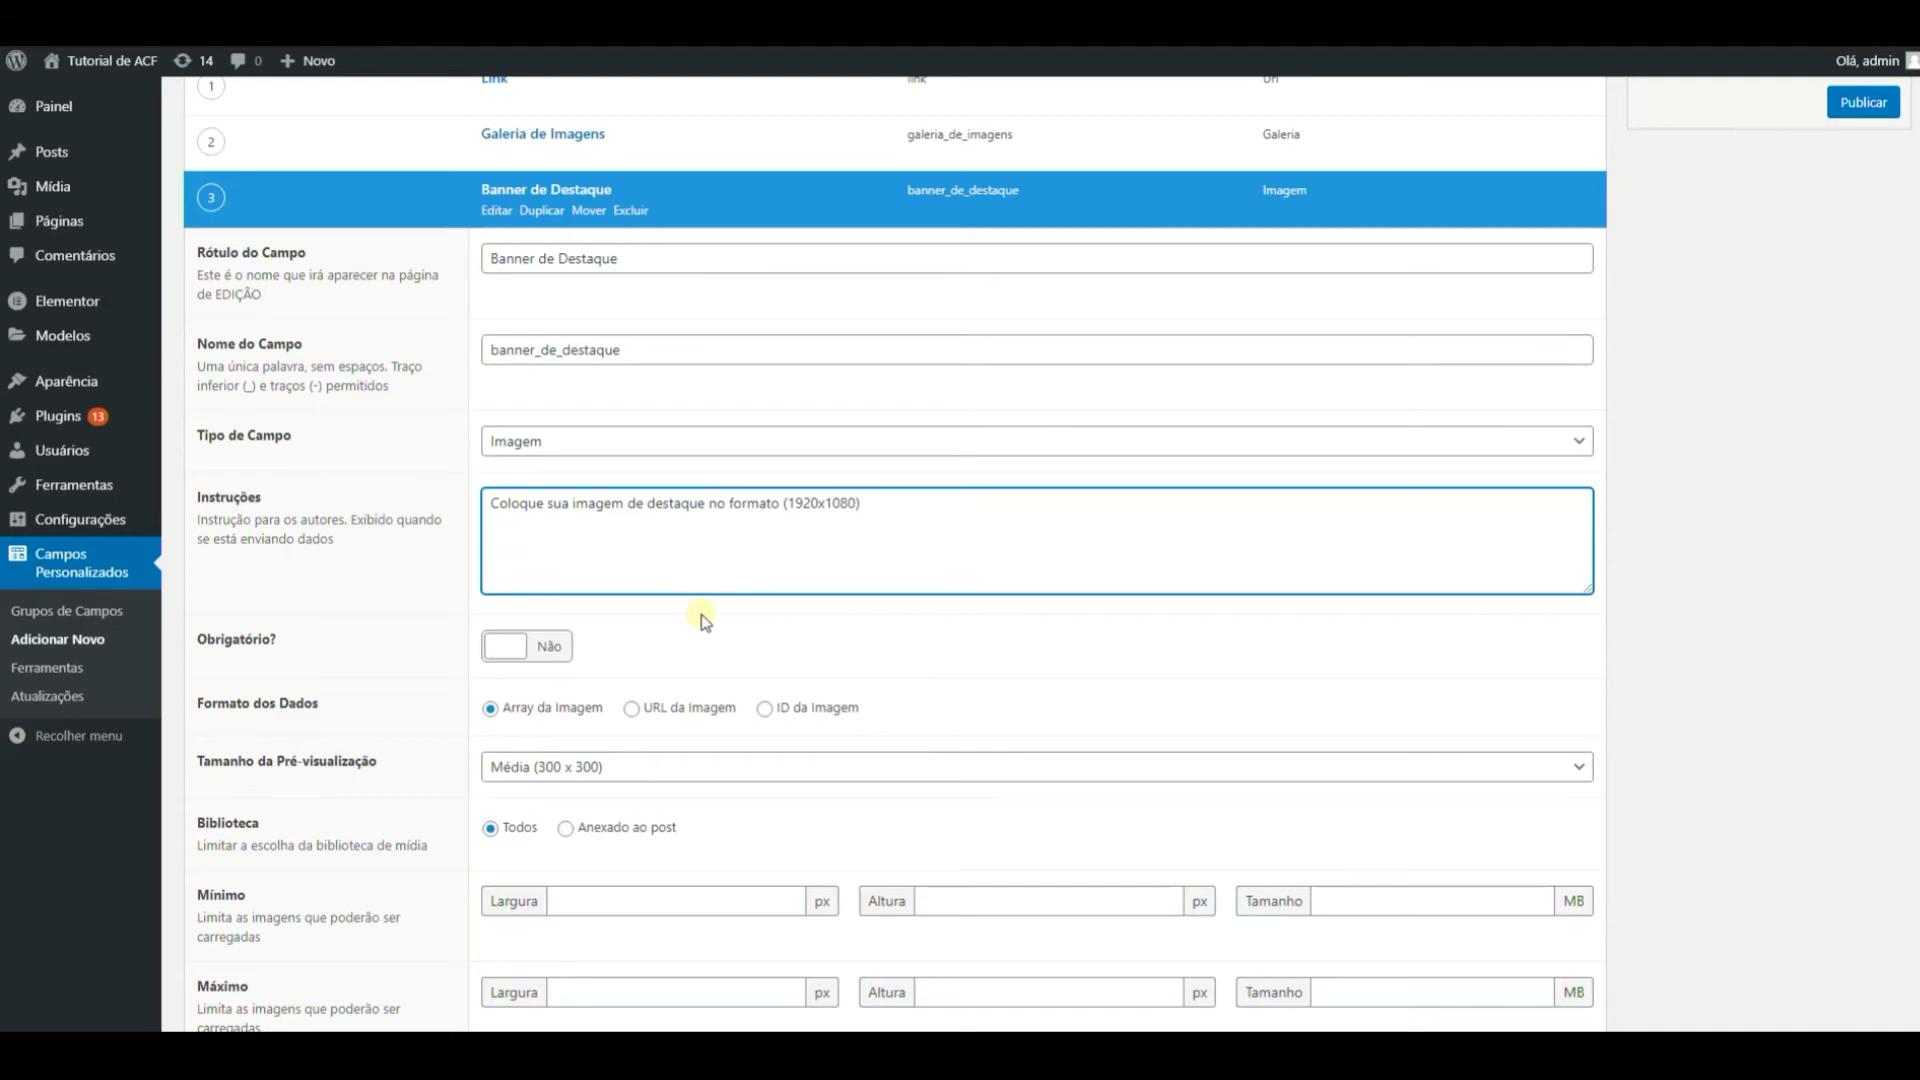 Tutorial de ACF 14 0 Novo Olá, admin
Painel
Posts
Mídia
Páginas
Comentários
Elementor
Modelos
Aparência
Plugins 13
Usuários
Ferramentas
Configurações
Campos
Personalizados
Grupos de Campos
Adicionar Novo
Ferramentas
Atualizações
Recolher menu
1 Link link Url
Publicar
2 Galeria de Imagens galeria_de_imagens Galeria
3 Banner de Destaque banner_de_destaque Imagem
Editar Duplicar Mover Excluir
Rótulo do Campo
Este é o nome que irá aparecer na página
de EDIÇÃO
Banner de Destaque
Nome do Campo
Uma única palavra, sem espaços. Traço
inferior (_) e traços (-) permitidos
banner_de_destaque
Tipo de Campo
Imagem
Instruções
Instrução para os autores. Exibido quando
se está enviando dados
Coloque sua imagem de destaque no formato (1920x1080)
Obrigatório?
Não
Formato dos Dados
Array da Imagem URL da Imagem ID da Imagem
Tamanho da Pré-visualização
Média (300 x 300)
Biblioteca
Limitar a escolha da biblioteca de mídia
Todos Anexado ao post
Mínimo
Limita as imagens que poderão ser
carregadas
Largura px Altura px Tamanho MB
Máximo
Limita as imagens que poderão ser
carregadas
Largura px Altura px Tamanho MB